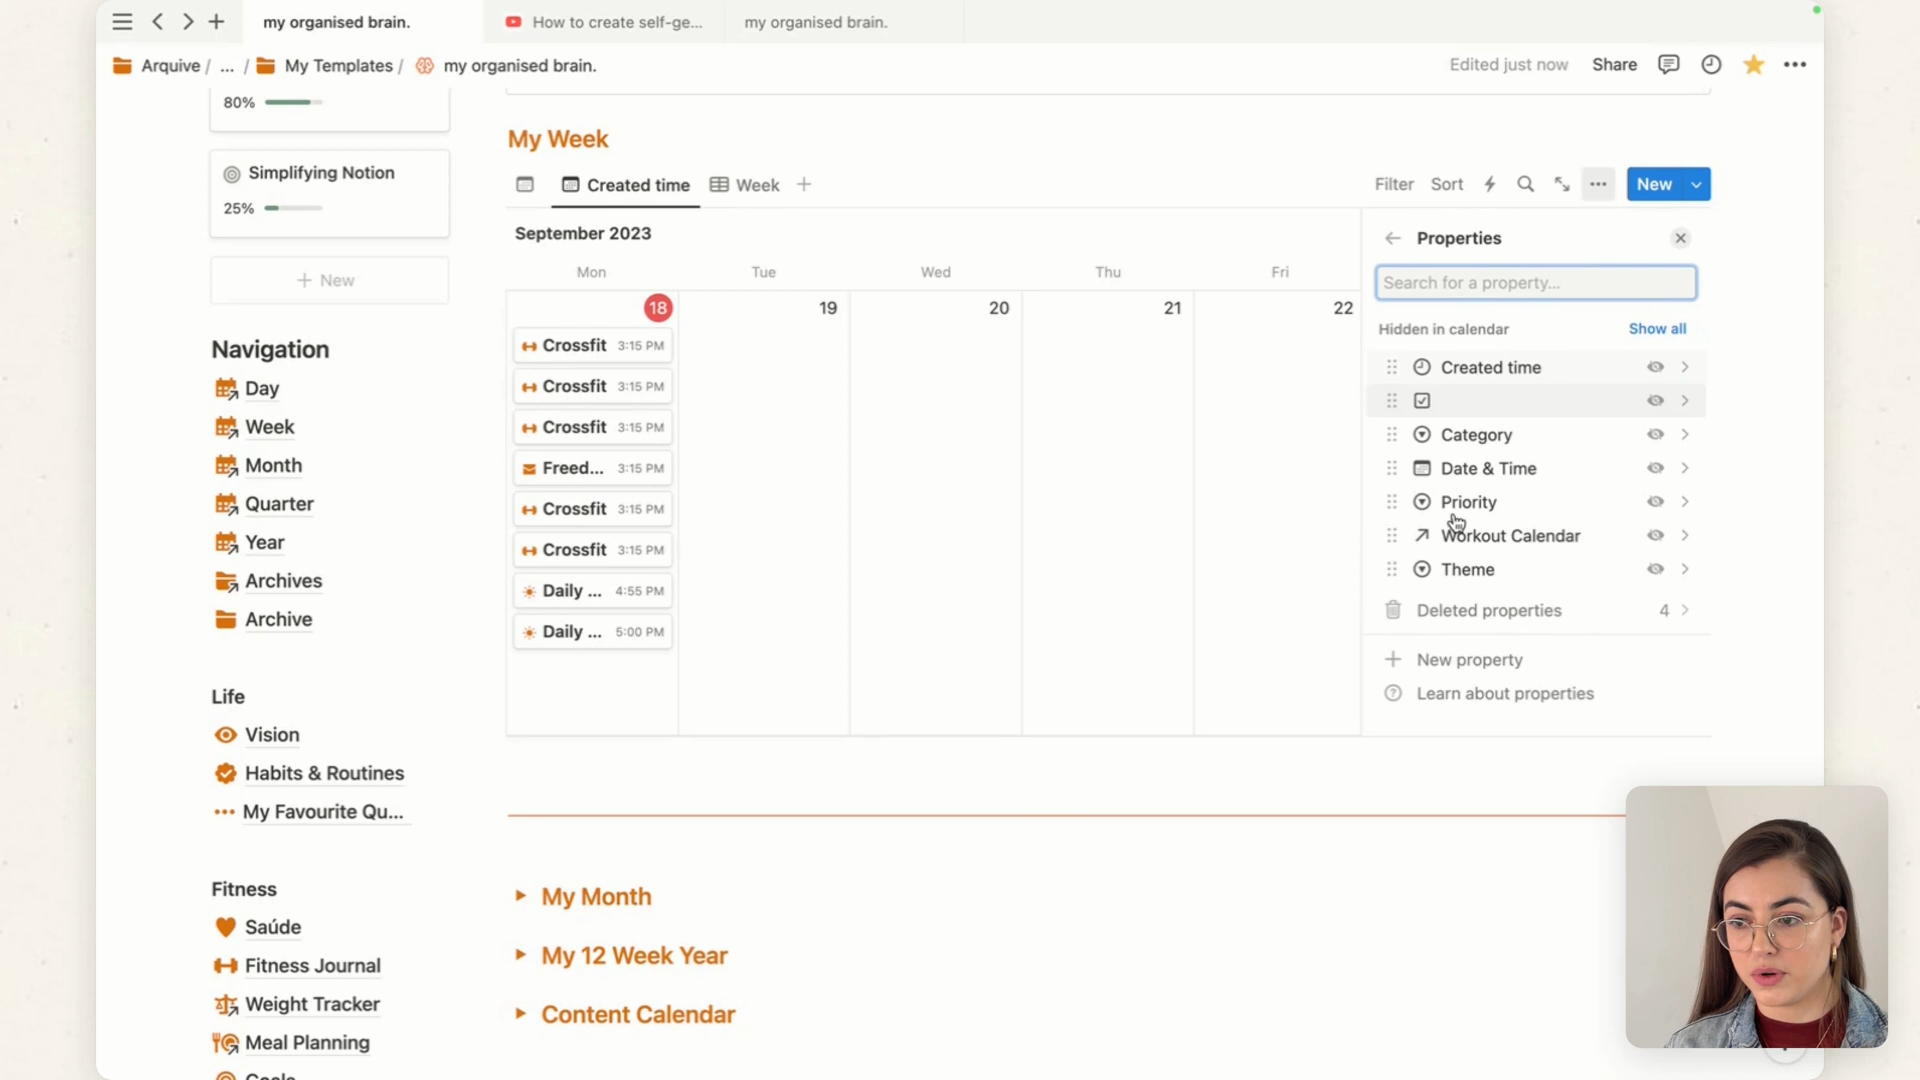 my organised brain.
How to create self-ge...
my organised brain.
Arquive / ... / My Templates / my organised brain.
Edited just now
Share
80%
Simplifying Notion
25%
+ New
Navigation
Day
Week
Month
Quarter
Year
Archives
Archive
Life
Vision
Habits & Routines
My Favourite Qu...
Fitness
Saúde
Fitness Journal
Weight Tracker
Meal Planning
Goals
My Week
Created time
Week
Filter
Sort
New
September 2023
Mon
Tue
Wed
Thu
Fri
18
19
20
21
22
Crossfit 3:15 PM
Crossfit 3:15 PM
Crossfit 3:15 PM
Freed... 3:15 PM
Crossfit 3:15 PM
Crossfit 3:15 PM
Daily ... 4:55 PM
Daily ... 5:00 PM
Properties
Search for a property...
Hidden in calendar
Show all
Created time
Category
Date & Time
Priority
Workout Calendar
Theme
Deleted properties 4
New property
Learn about properties
My Month
My 12 Week Year
Content Calendar